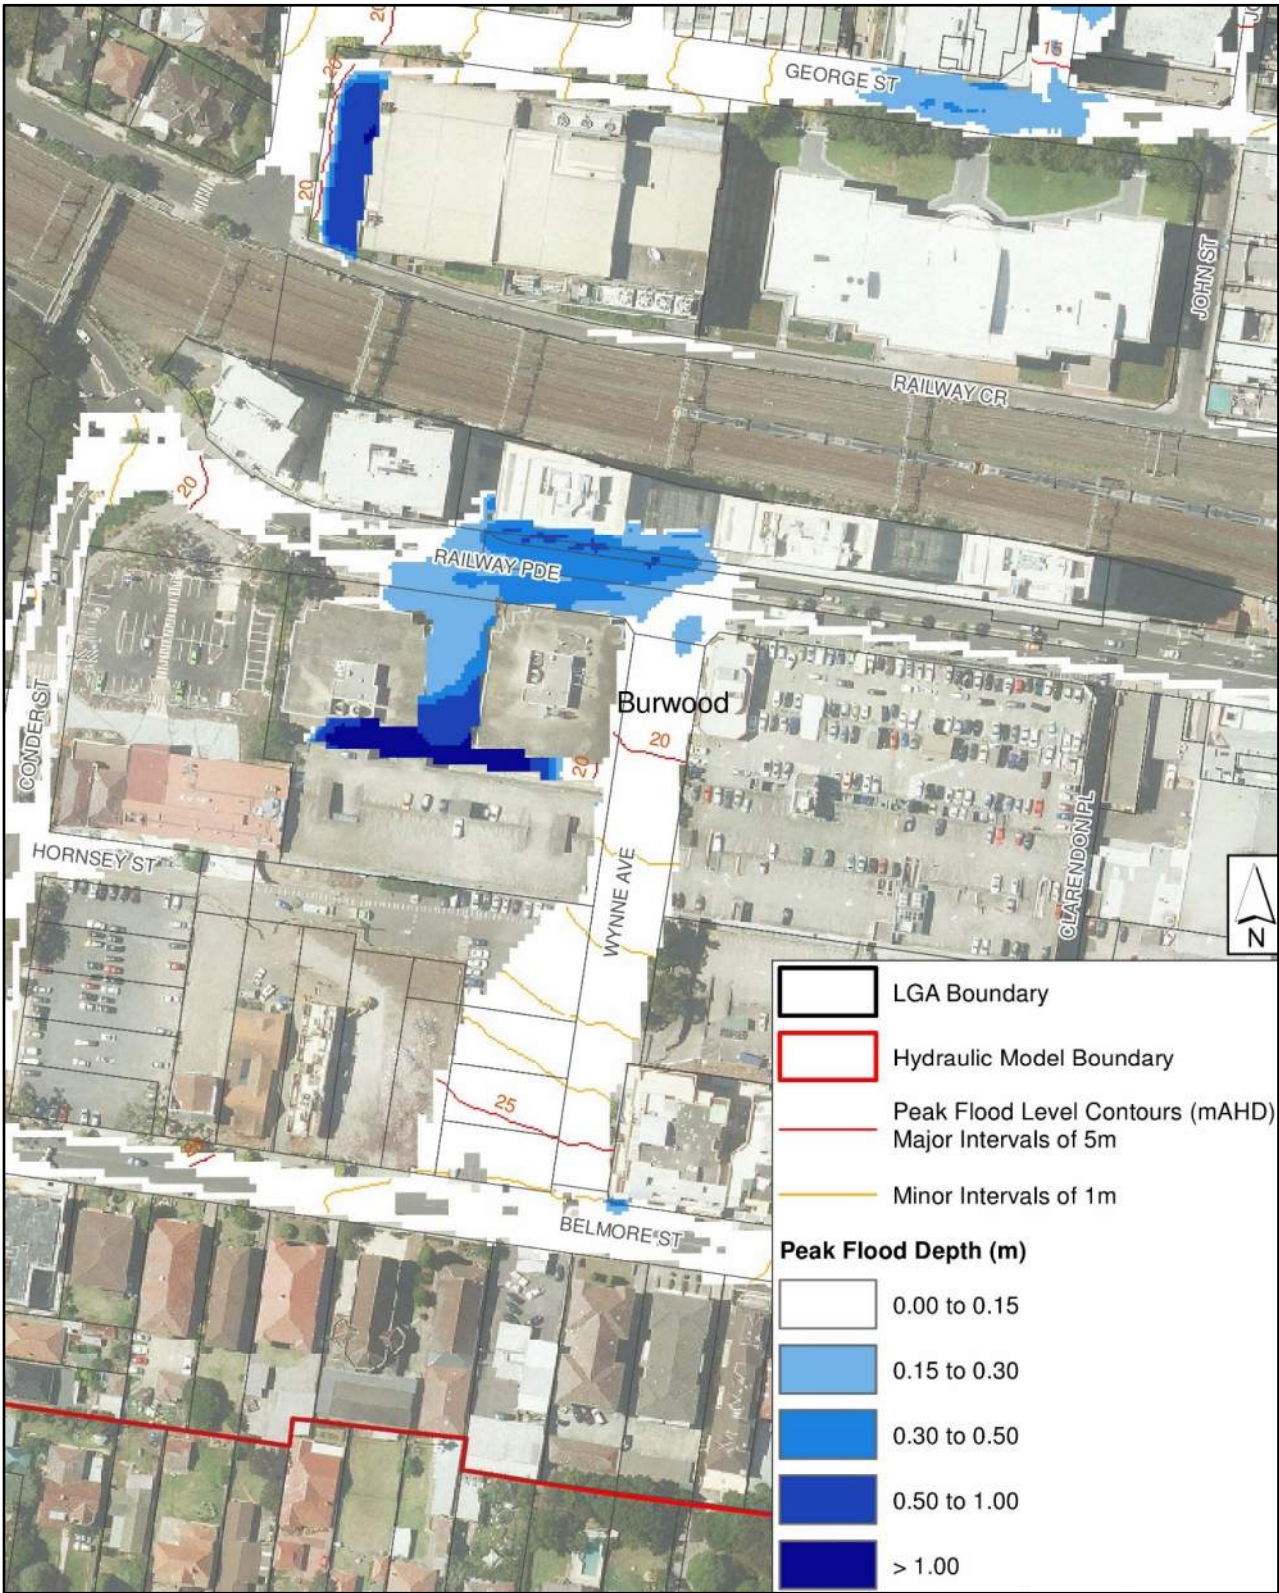 20
20
15
JO
GEORGE ST
20
JOHN ST
RAILWAY CR
20
RAILWAY PDE
Burwood
20
20
CONDER ST
CLARENDON PL
HORNSEY ST
WYNNE AVE
N
25
BELMORE ST
LGA Boundary
Hydraulic Model Boundary
Peak Flood Level Contours (mAHD)
Major Intervals of 5m
Minor Intervals of 1m
Peak Flood Depth (m)
0.00 to 0.15
0.15 to 0.30
0.30 to 0.50
0.50 to 1.00
> 1.00